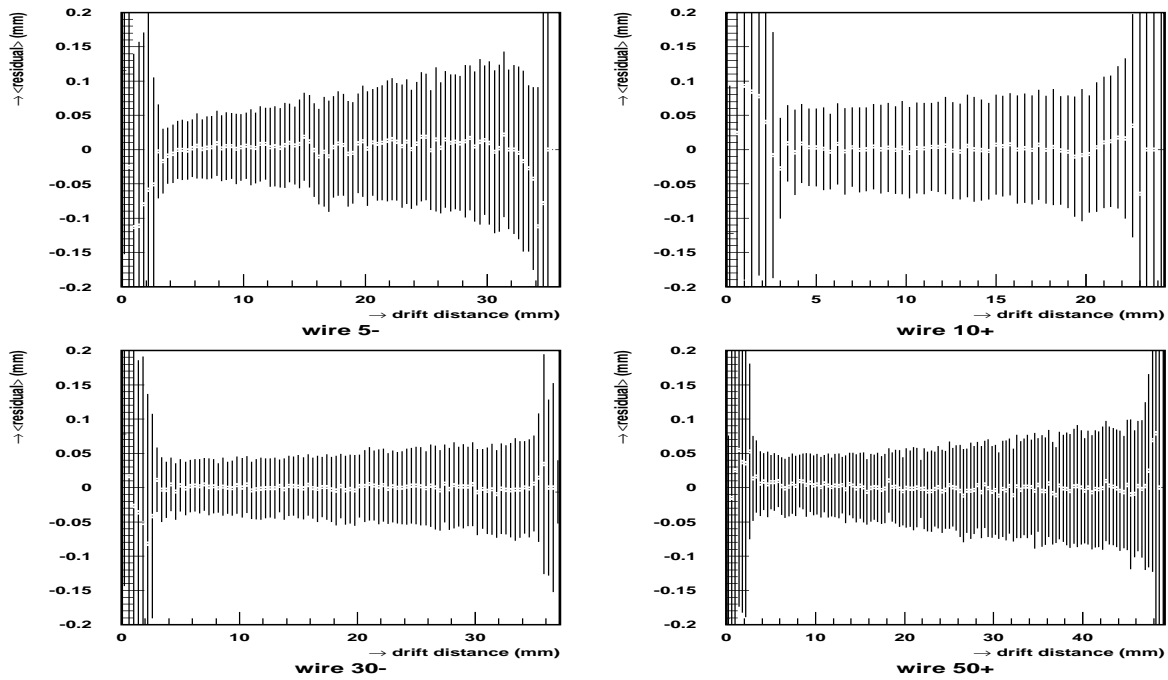 → <residual> (mm)
0.2
0.15
0.1
0.05
0
-0.05
-0.1
-0.15
-0.2
0 10 20 30
→ drift distance (mm)
wire 5-
→ <residual> (mm)
0.2
0.15
0.1
0.05
0
-0.05
-0.1
-0.15
-0.2
0 5 10 15 20
→ drift distance (mm)
wire 10+
→ <residual> (mm)
0.2
0.15
0.1
0.05
0
-0.05
-0.1
-0.15
-0.2
0 10 20 30
→ drift distance (mm)
wire 30-
→ <residual> (mm)
0.2
0.15
0.1
0.05
0
-0.05
-0.1
-0.15
-0.2
0 10 20 30 40
→ drift distance (mm)
wire 50+